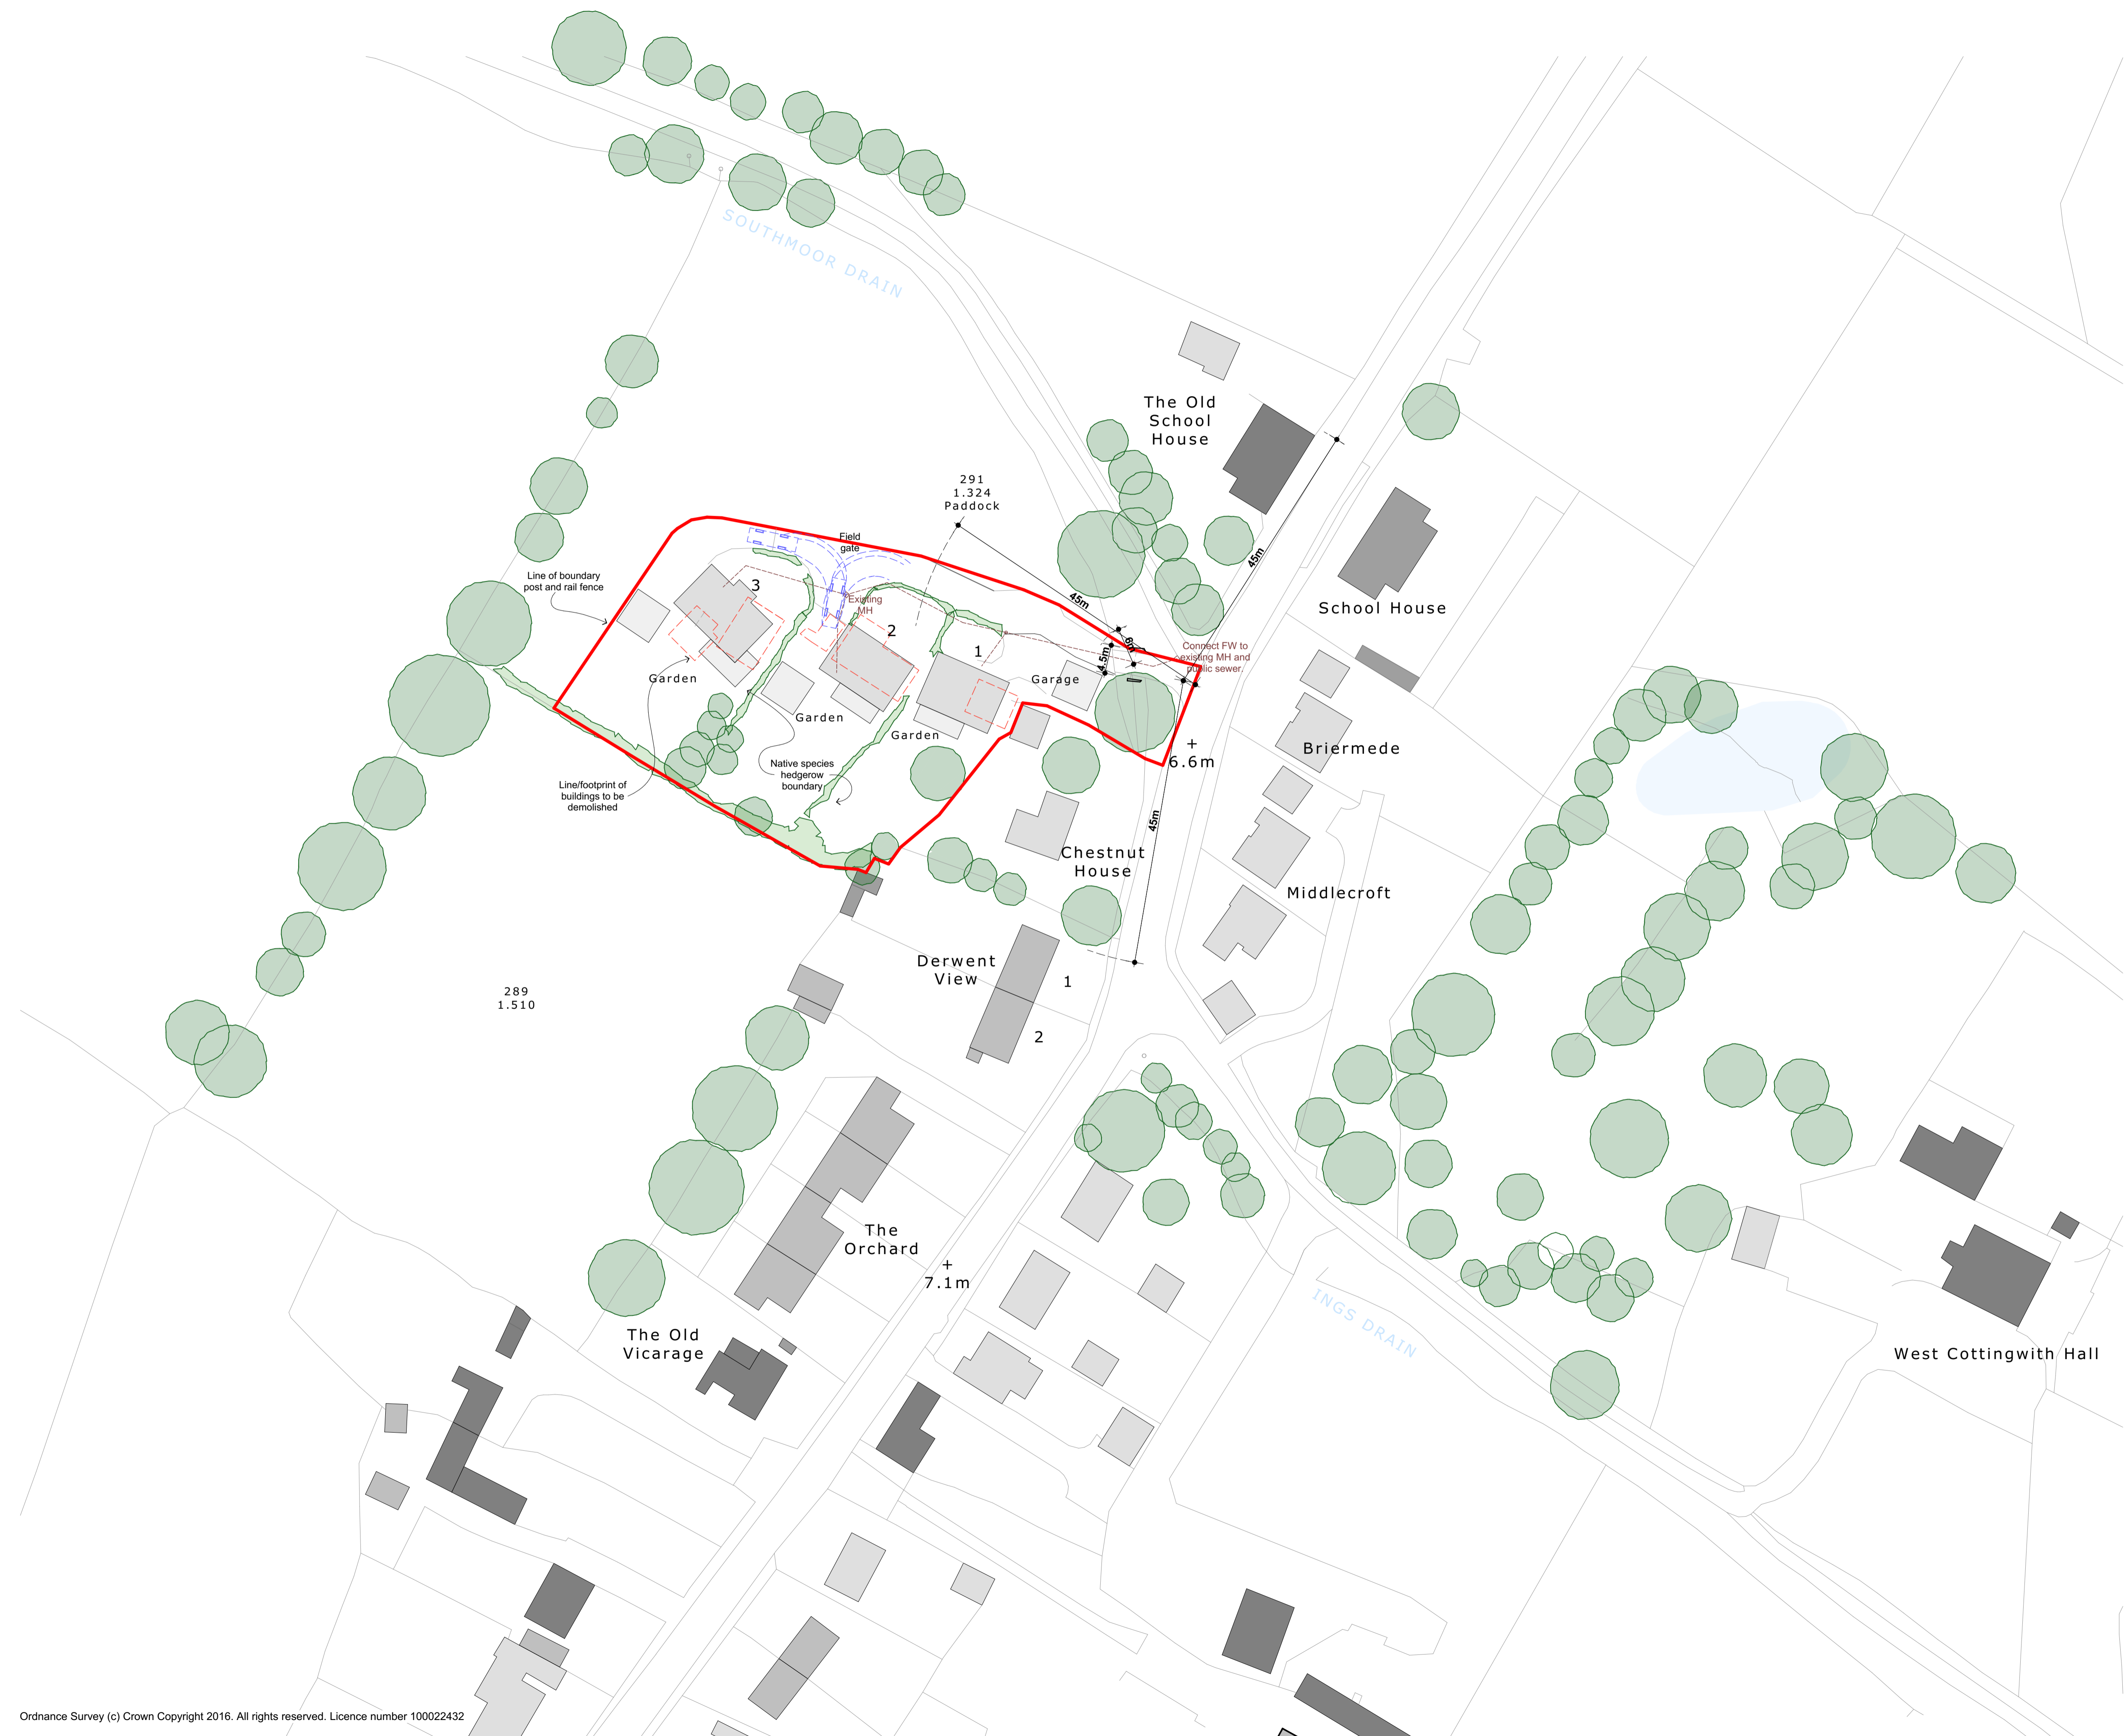 SOUTHMOOR DRAIN
The Old
School
House
291
1.324
Paddock
45m
Field
gate
45m
Line of boundary
post and rail fence
3
Existing
MH
School House
2
6m
Connect FW to
existing MH and
public sewer.
1
4.5m
Garden
Garage
Garden
Garden
+
6.6m
Briermede
Native species
hedgerow
boundary
Line/footprint of
buildings to be
demolished
45m
Chestnut
House
Middlecroft
Derwent
View
1
289
1.510
2
The
Orchard
+
7.1m
INGS DRAIN
The Old
Vicarage
West Cottingwith Hall
Ordnance Survey (c) Crown Copyright 2016. All rights reserved. Licence number 100022432